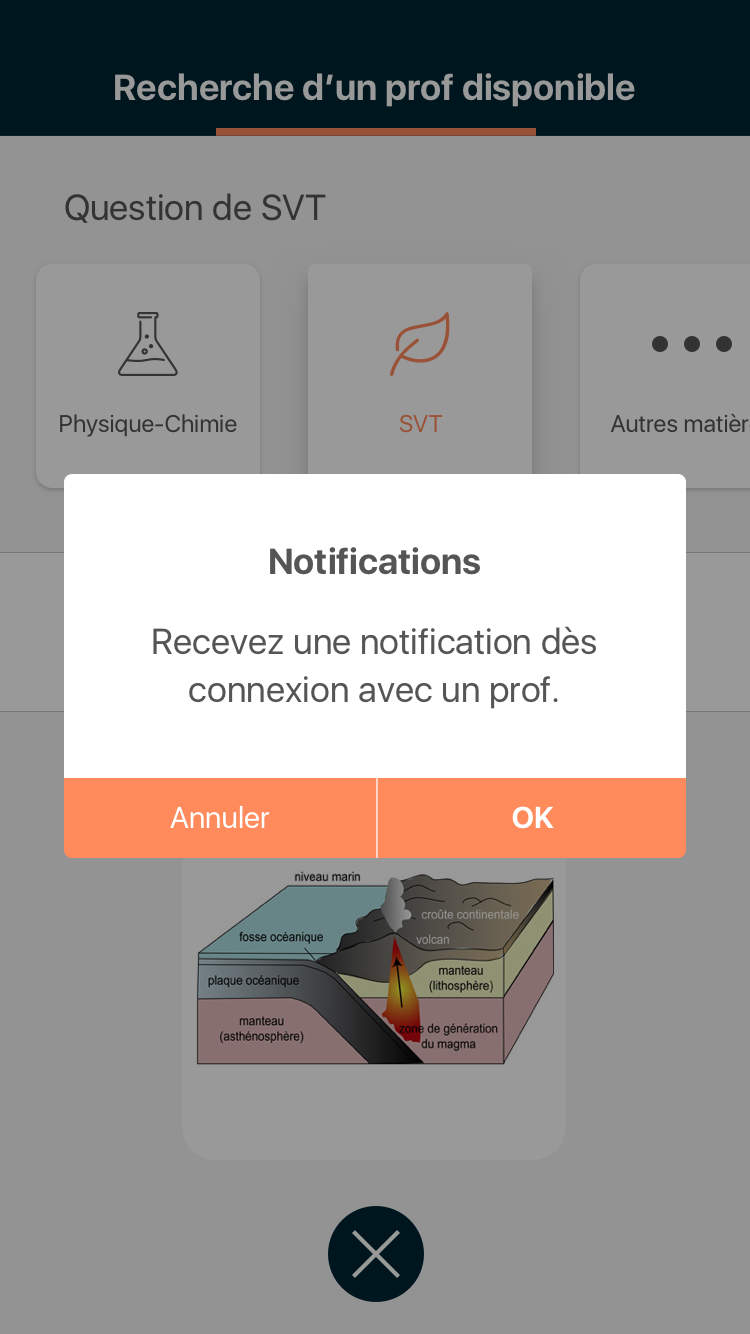 Recherche d’un prof disponible
Question de SVT
Physique-Chimie
SVT
Autres matièr
Notifications
Recevez une notification dès
connexion avec un prof.
Annuler
OK
niveau marin
croûte continentale
fosse océanique
volcan
manteau
(lithosphère)
plaque océanique
manteau
(asthénosphère)
zone de génération
du magma